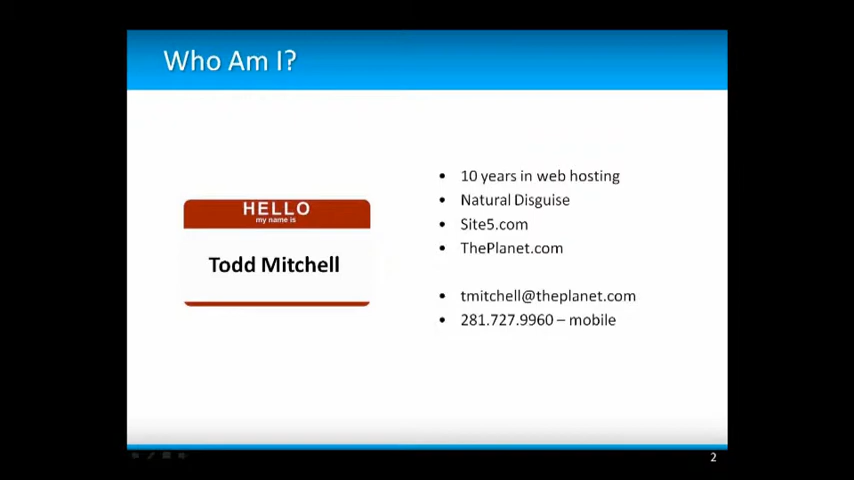 Who Am I?
HELLO
my name is
Todd Mitchell
• 10 years in web hosting
• Natural Disguise
• Site5.com
• ThePlanet.com
• tmitchell@theplanet.com
• 281.727.9960 – mobile
2